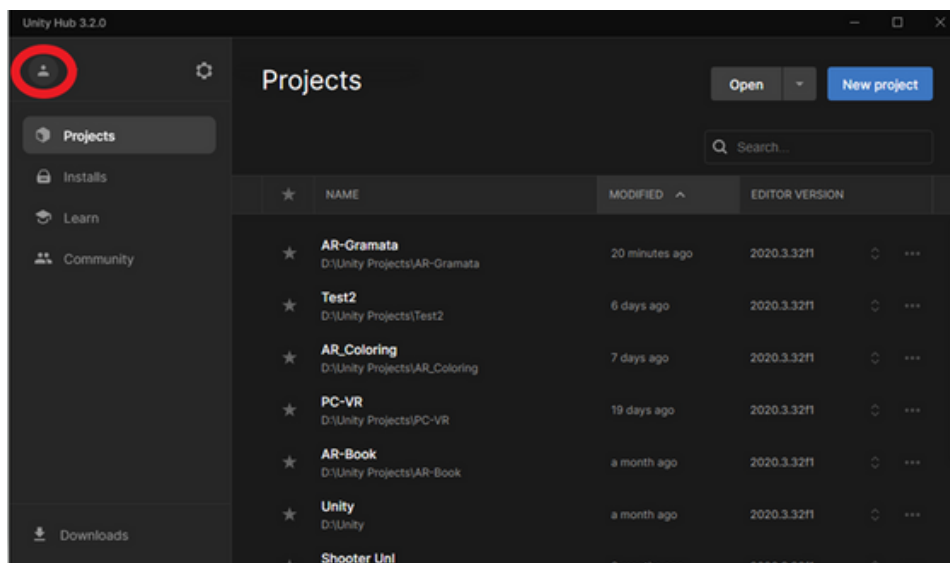 Unity Hub 3.2.0
Projects
Open
New project
Projects
Search...
Installs
NAME
MODIFIED
EDITOR VERSION
Learn
AR-Gramata
20 minutes ago
2020.3.32f1
D:\Unity Projects\AR-Gramata
Community
Test2
6 days ago
2020.3.32f1
D:\Unity Projects\Test2
AR_Coloring
7 days ago
2020.3.32f1
D:\Unity Projects\AR_Coloring
PC-VR
19 days ago
2020.3.32f1
D:\Unity Projects\PC-VR
AR-Book
a month ago
2020.3.32f1
D:\Unity Projects\AR-Book
Unity
a month ago
2020.3.32f1
D:\Unity
Downloads
Shooter Unl